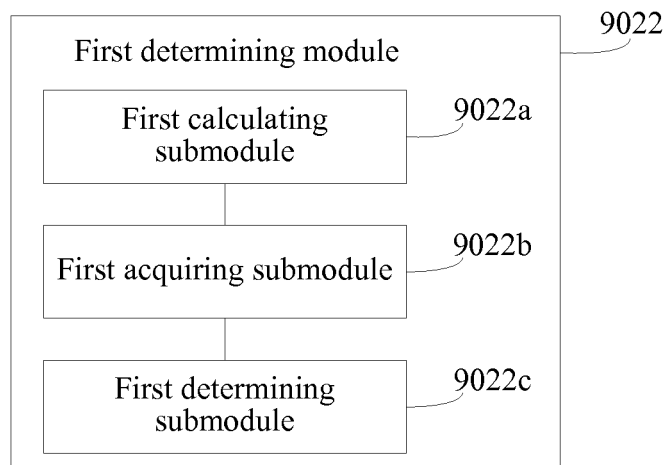 9022
First determining module
First calculating
submodule
9022a
First acquiring submodule
9022b
First determining
submodule
9022c